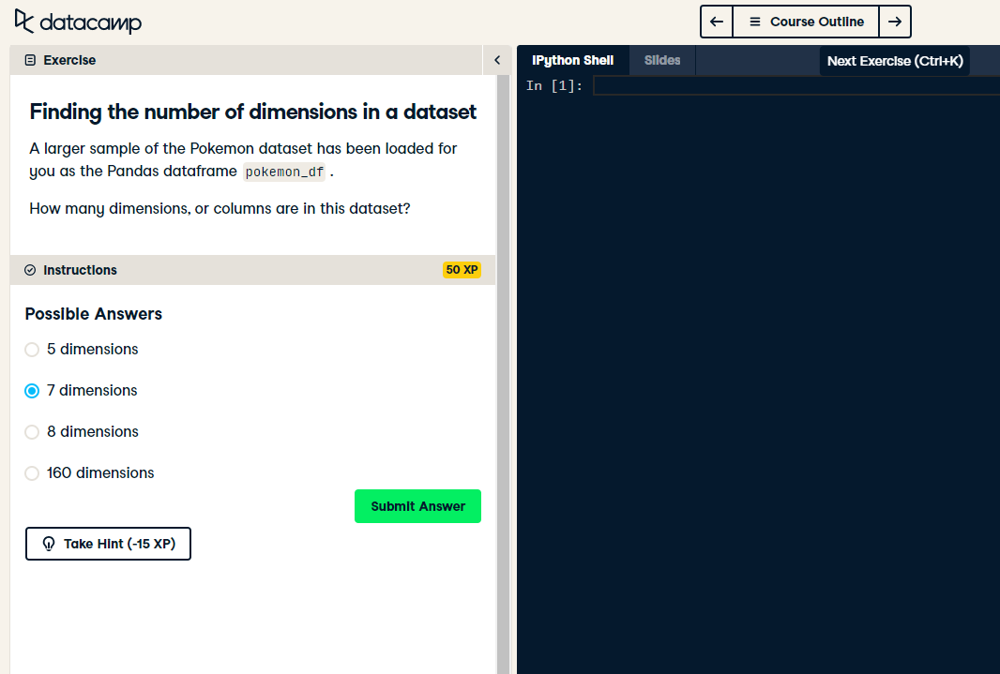 datacamp
Course Outline
Exercise
IPython Shell
Slides
Next Exercise (Ctrl+K)
In [1]:
Finding the number of dimensions in a dataset
A larger sample of the Pokemon dataset has been loaded for
you as the Pandas dataframe pokemon_df .
How many dimensions, or columns are in this dataset?
Instructions
50 XP
Possible Answers
5 dimensions
7 dimensions
8 dimensions
160 dimensions
Submit Answer
Take Hint (-15 XP)